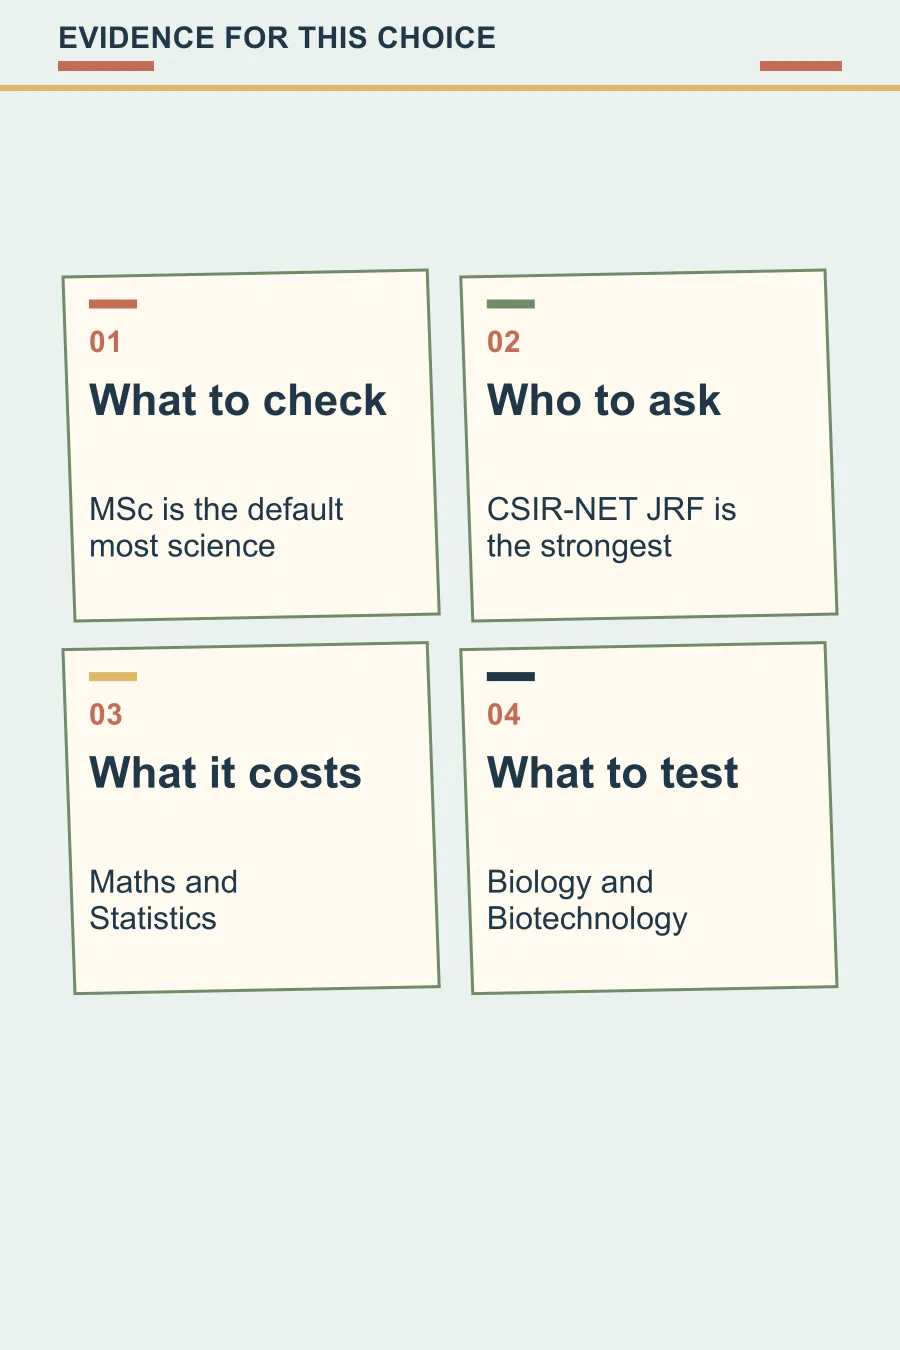 EVIDENCE FOR THIS CHOICE
01
What to check
MSc is the default
most science
02
Who to ask
CSIR-NET JRF is
the strongest
03
What it costs
Maths and
Statistics
04
What to test
Biology and
Biotechnology